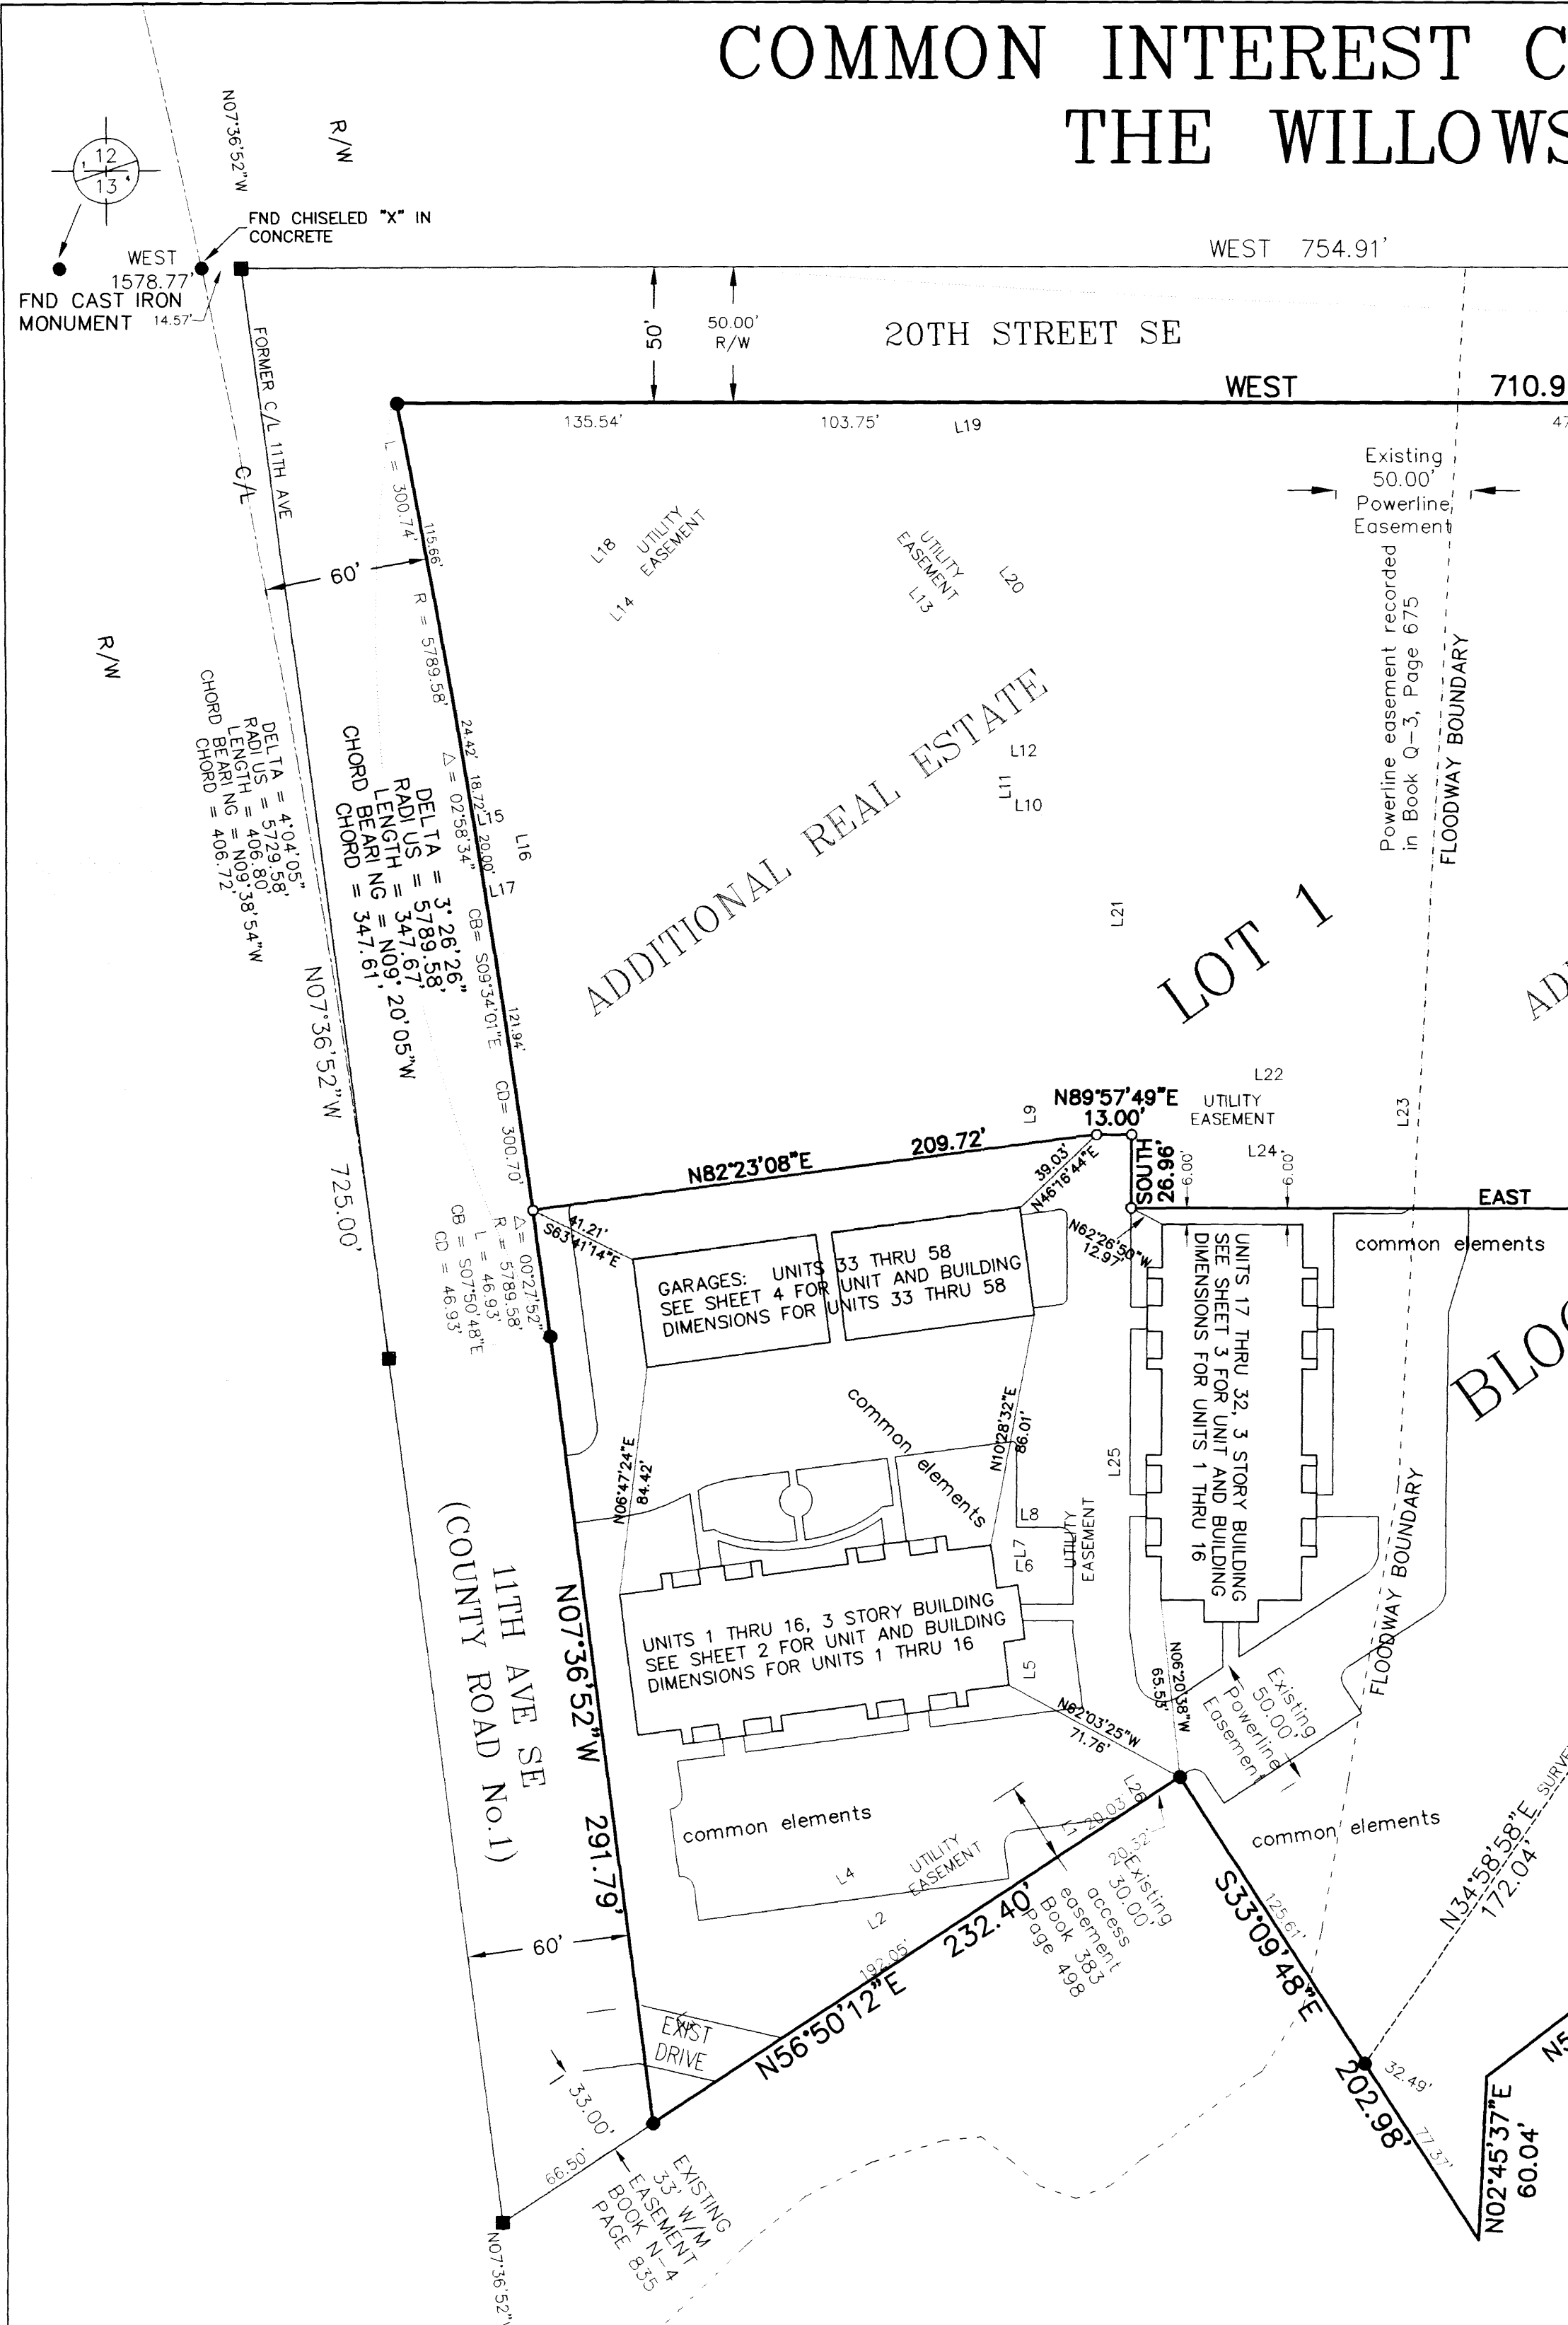 COMMON INTEREST C
THE WILLOWS
N07°36'52"W
R/W
12
13
FND CHISELED "X" IN
CONCRETE
WEST
1578.77'
FND CAST IRON
MONUMENT
14.57'
WEST 754.91'
FORMER C/L 11TH AVE
C/L
50'
50.00'
R/W
20TH STREET SE
WEST 710.9
135.54'
103.75'
L19
47
Existing
50.00'
Powerline
Easement
Powerline easement recorded
in Book Q-3, Page 675
FLOODWAY BOUNDARY
L = 300.74'
115.66'
60'
R = 5789.58'
L18
UTILITY
EASEMENT
L14
UTILITY
EASEMENT
L13
L20
R/W
24.42'
18.72'
L15
20.00'
L16
L17
△ = 02°58'34"
CB= S09°34'01"E
121.94'
CD= 300.70'
DELTA = 4°04'05"
RADIUS = 5729.58'
LENGTH = 406.80'
CHORD BEARING = N09°38'54"W
CHORD = 406.72'
DELTA = 3°26'26"
RADIUS = 5789.58'
LENGTH = 347.67'
CHORD BEARING = N09°20'05"W
CHORD = 347.61'
L12
L11
L10
ADDITIONAL REAL ESTATE
L21
LOT 1
AD
N07°36'52"W 725.00'
L22
UTILITY
EASEMENT
L23
L24
L9
N89°57'49"E
13.00'
209.72'
N82°23'08"E
39.03'
N46°16'44"E
SOUTH
26.96'
6.00'
6.00'
EAST
41.21'
S63°41'14"E
N62°26'50"W
12.97'
common elements
△= 00°27'52"
R = 5789.58'
L = 46.93'
CB = S07°50'48"E
CD = 46.93'
GARAGES: UNITS 33 THRU 58
SEE SHEET 4 FOR UNIT AND BUILDING
DIMENSIONS FOR UNITS 33 THRU 58
UNITS 17 THRU 32, 3 STORY BUILDING
SEE SHEET 3 FOR UNIT AND BUILDING
DIMENSIONS FOR UNITS 1 THRU 16
BLO
common elements
N10°28'32"E
86.01'
N06°47'24"E
84.42'
L25
L8
L7
L6
UTILITY
EASEMENT
FLOODWAY BOUNDARY
11TH AVE SE
(COUNTY ROAD No.1)
N07°36'52"W 291.79'
UNITS 1 THRU 16, 3 STORY BUILDING
SEE SHEET 2 FOR UNIT AND BUILDING
DIMENSIONS FOR UNITS 1 THRU 16
L5
N06°20'38"W
65.53'
Existing
50.00'
Powerline
Easement
N62°03'25"W
71.76'
common elements
common elements
L26
20.03'
L1
20.32'
UTILITY
EASEMENT
L4
L2
Existing
30.00'
access
easement
Book 383
Page 498
192.05'
232.40'
N56°50'12"E
60'
EXIST
DRIVE
33.00'
66.50'
EXISTING
33' W/M
EASEMENT
BOOK N-4
PAGE 835
N07°36'52"
125.61'
S33°09'48"E
202.98'
32.49'
77.37'
N34°58'58"E SURVE
172.04'
N02°45'37"E
60.04'
N5